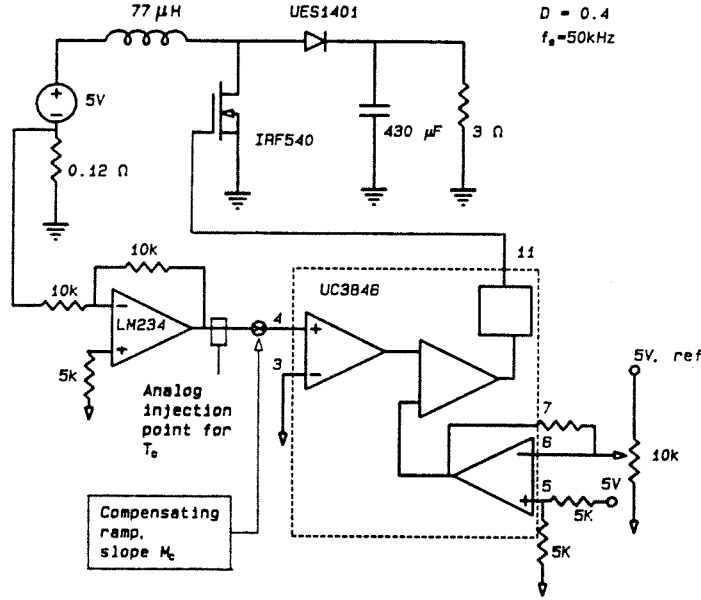 77 μH
UES1401
D = 0.4
fs=50kHz
5V
IRF540
430 μF
3 Ω
0.12 Ω
11
10k
10k
UC3846
LM234
4
-
+
+
-
3
5k
5V, ref
Analog
injection
point for
Tc
7
6
10k
5
5V
5K
5K
Compensating
ramp,
slope Mc